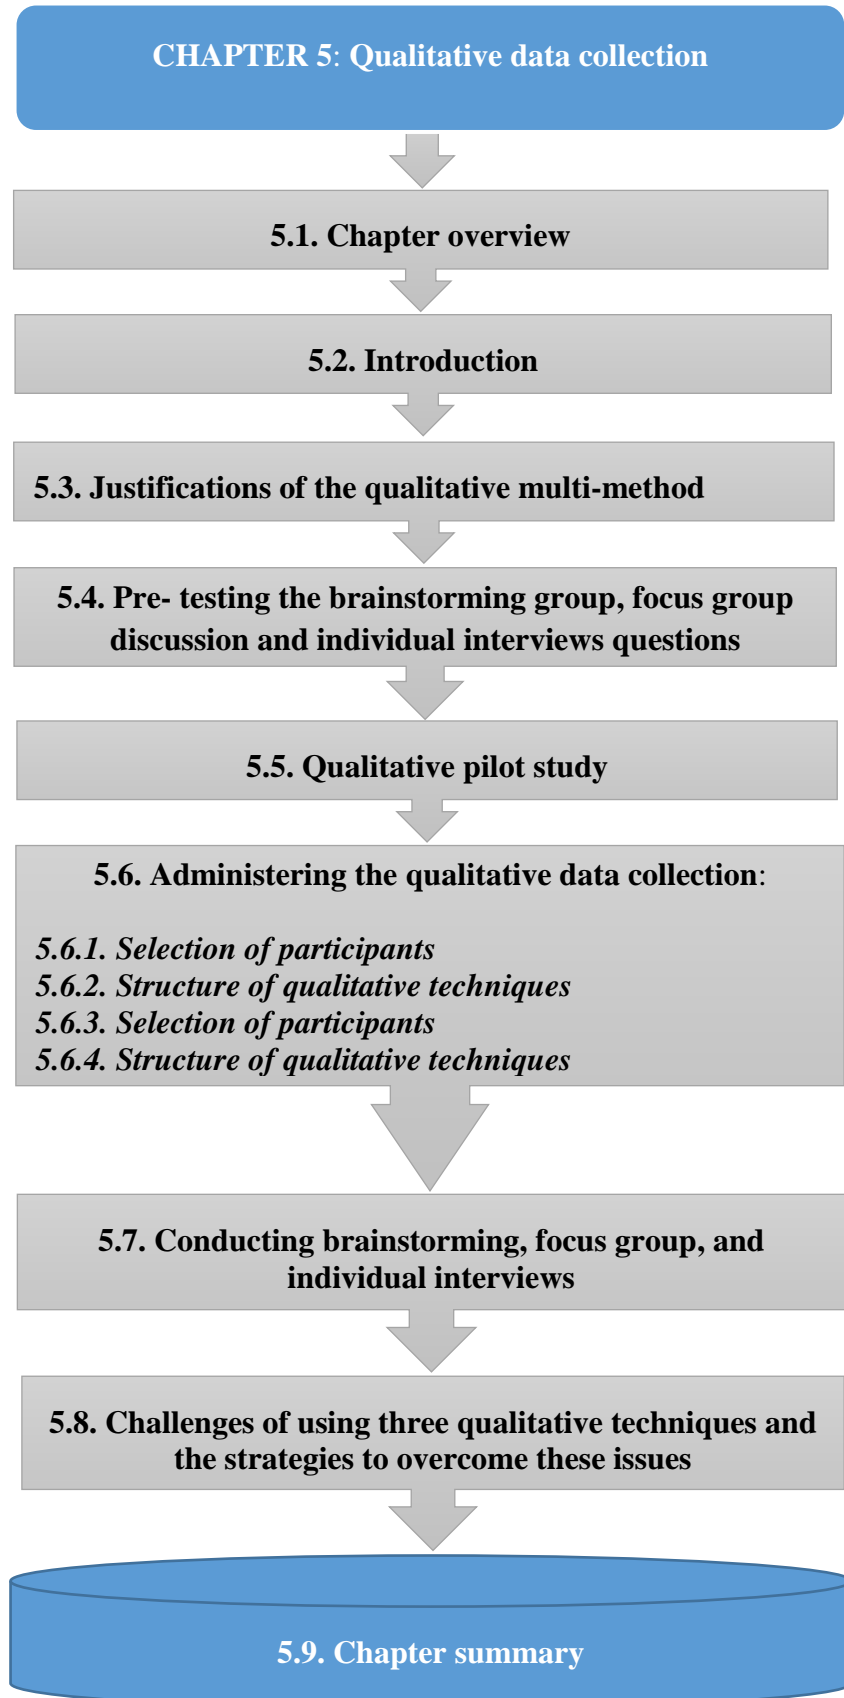 CHAPTER 5: Qualitative data collection
5.1. Chapter overview
5.2. Introduction
5.3. Justifications of the qualitative multi-method
5.4. Pre- testing the brainstorming group, focus group
discussion and individual interviews questions
5.5. Qualitative pilot study
5.6. Administering the qualitative data collection:
5.6.1. Selection of participants
5.6.2. Structure of qualitative techniques
5.6.3. Selection of participants
5.6.4. Structure of qualitative techniques
5.7. Conducting brainstorming, focus group, and
individual interviews
5.8. Challenges of using three qualitative techniques and
the strategies to overcome these issues
5.9. Chapter summary